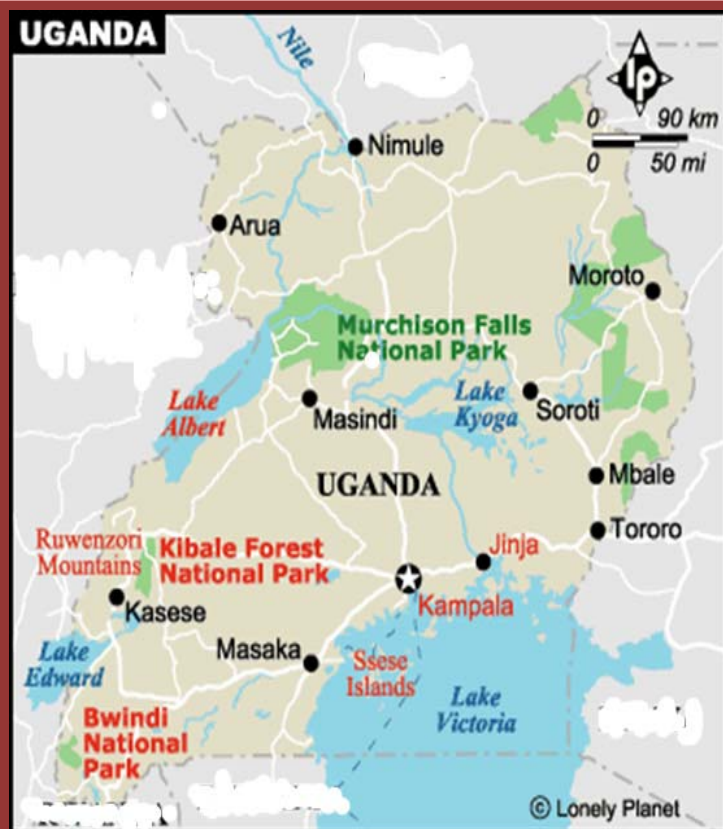 UGANDA
Nile
lp
0 90 km
0 50 mi
Nimule
Arua
Moroto
Murchison Falls
National Park
Lake
Albert
Masindi
Lake
Kyoga
Soroti
UGANDA
Mbale
Tororo
Ruwenzori
Mountains
Kibale Forest
National Park
Jinja
Kampala
Kasese
Lake
Edward
Masaka
Ssese
Islands
Lake
Victoria
Bwindi
National
Park
© Lonely Planet